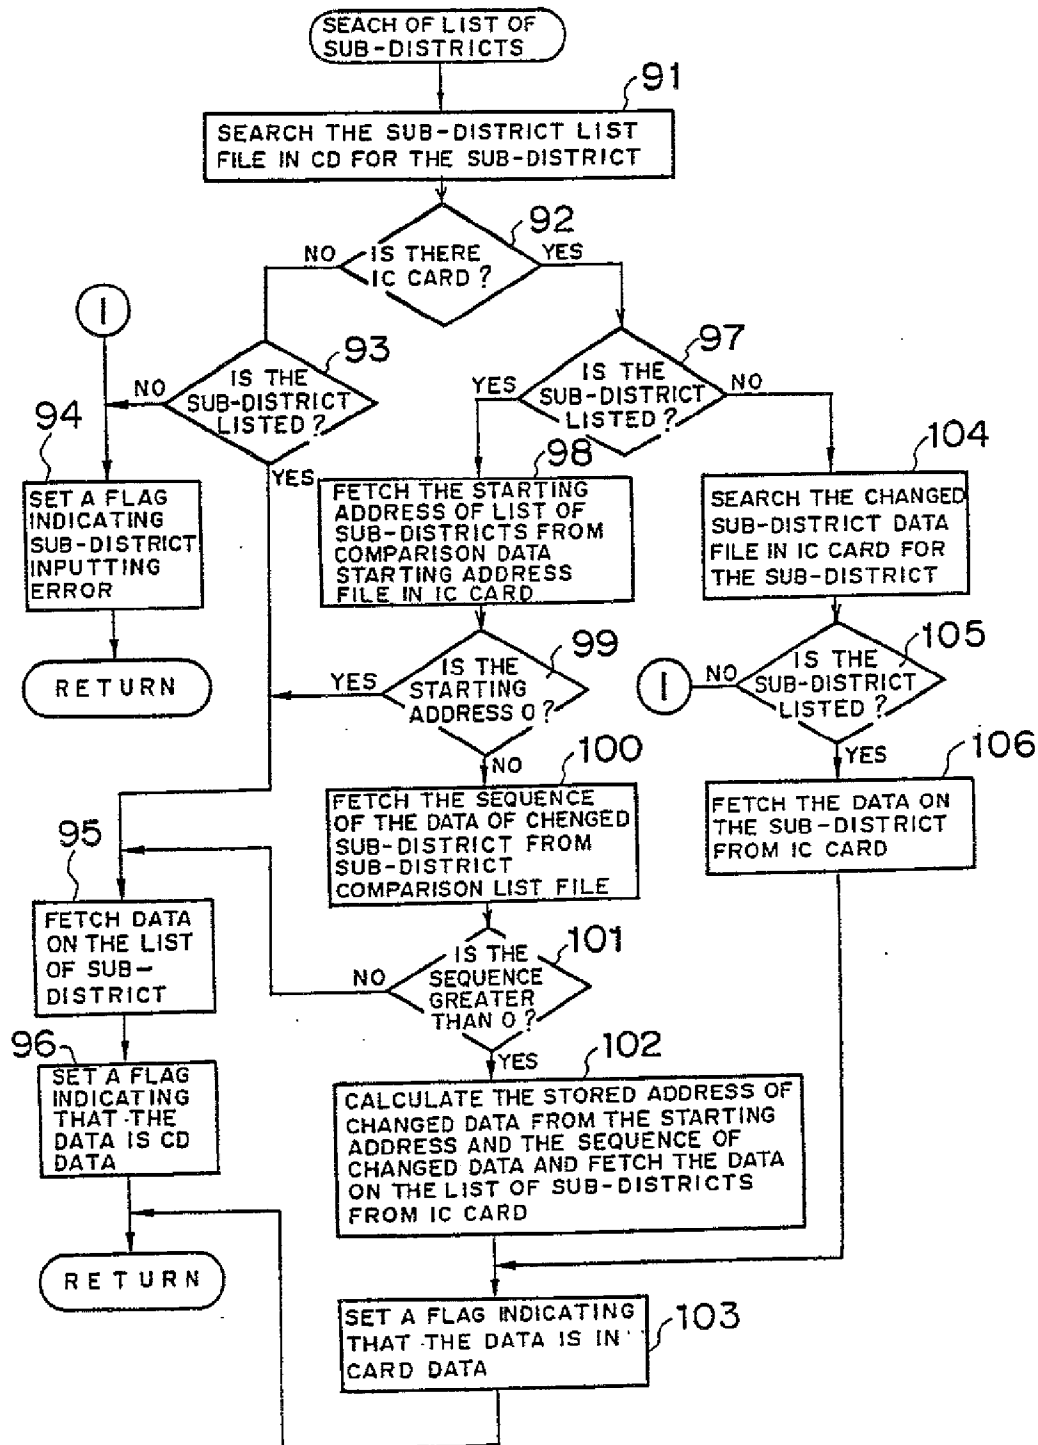 SEACH OF LIST OF
SUB-DISTRICTS
91
SEARCH THE SUB-DISTRICT LIST
FILE IN CD FOR THE SUB-DISTRICT
92
NO
IS THERE
IC CARD?
YES
1
93
NO
IS THE
SUB-DISTRICT
LISTED?
YES
97
YES
IS THE
SUB-DISTRICT
LISTED?
NO
94
SET A FLAG
INDICATING
SUB-DISTRICT
INPUTTING
ERROR
RETURN
98
FETCH THE STARTING
ADDRESS OF LIST OF
SUB-DISTRICTS FROM
COMPARISON DATA
STARTING ADDRESS
FILE IN IC CARD
104
SEARCH THE CHANGED
SUB-DISTRICT DATA
FILE IN IC CARD FOR
THE SUB-DISTRICT
99
YES
IS THE
STARTING
ADDRESS 0?
NO
105
1
NO
IS THE
SUB-DISTRICT
LISTED?
YES
100
FETCH THE SEQUENCE
OF THE DATA OF CHENGED
SUB-DISTRICT FROM
SUB-DISTRICT
COMPARISON LIST FILE
106
FETCH THE DATA ON
THE SUB-DISTRICT
FROM IC CARD
95
FETCH DATA
ON THE LIST
OF SUB-
DISTRICT
101
NO
IS THE
SEQUENCE
GREATER
THAN 0?
YES
96
SET A FLAG
INDICATING
THAT THE
DATA IS CD
DATA
RETURN
102
CALCULATE THE STORED ADDRESS OF
CHANGED DATA FROM THE STARTING
ADDRESS AND THE SEQUENCE OF
CHANGED DATA AND FETCH THE DATA
ON THE LIST OF SUB-DISTRICTS
FROM IC CARD
103
SET A FLAG INDICATING
THAT THE DATA IS IN
CARD DATA